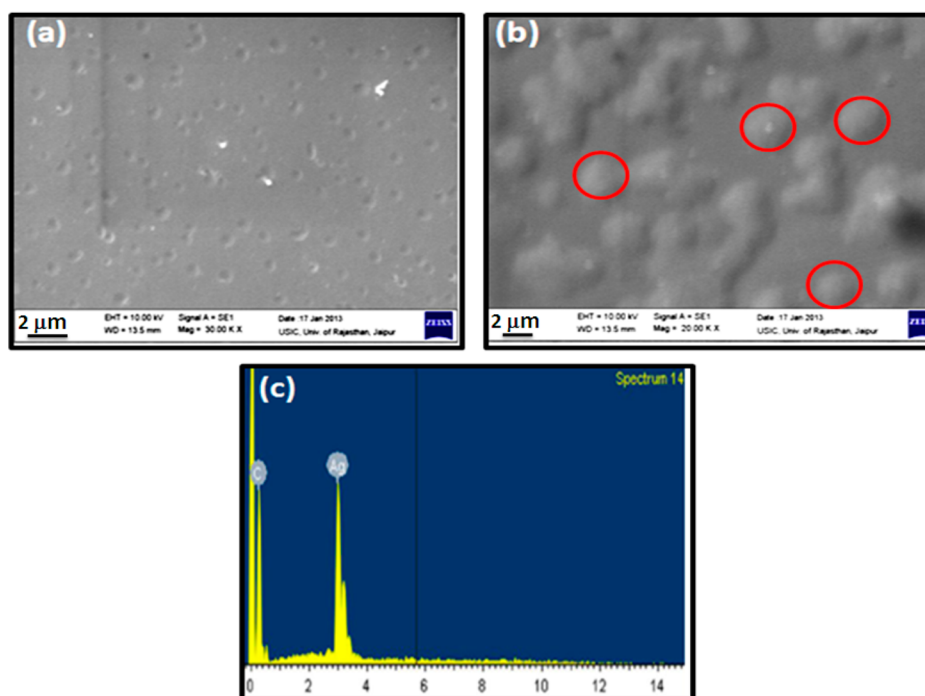 (a)
2 µm
EHT = 10.00 kV Signal A = SE1 Date :17 Jan 2013
WD = 13.5 mm Mag = 30.00 K X USIC, Univ. of Rajasthan, Jaipur
ZEISS
(b)
2 µm
EHT = 10.00 kV Signal A = SE1 Date :17 Jan 2013
WD = 13.5 mm Mag = 20.00 K X USIC, Univ. of Rajasthan, Jaipur
ZEISS
(c)
Spectrum 14
C
Ag
0 2 4 6 8 10 12 14